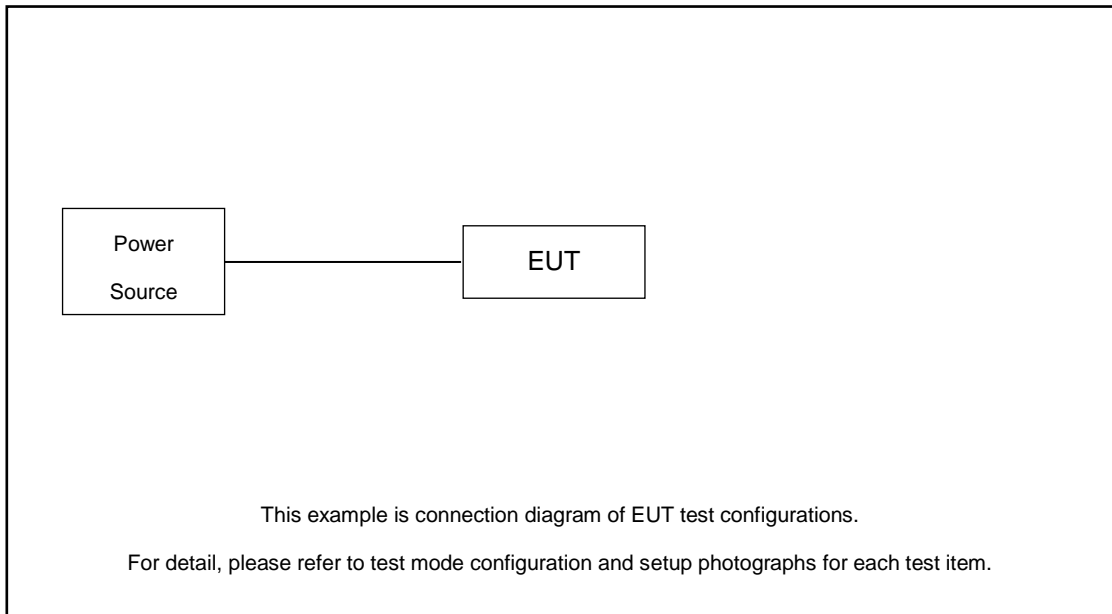 Power
Source
EUT
This example is connection diagram of EUT test configurations.
For detail, please refer to test mode configuration and setup photographs for each test item.